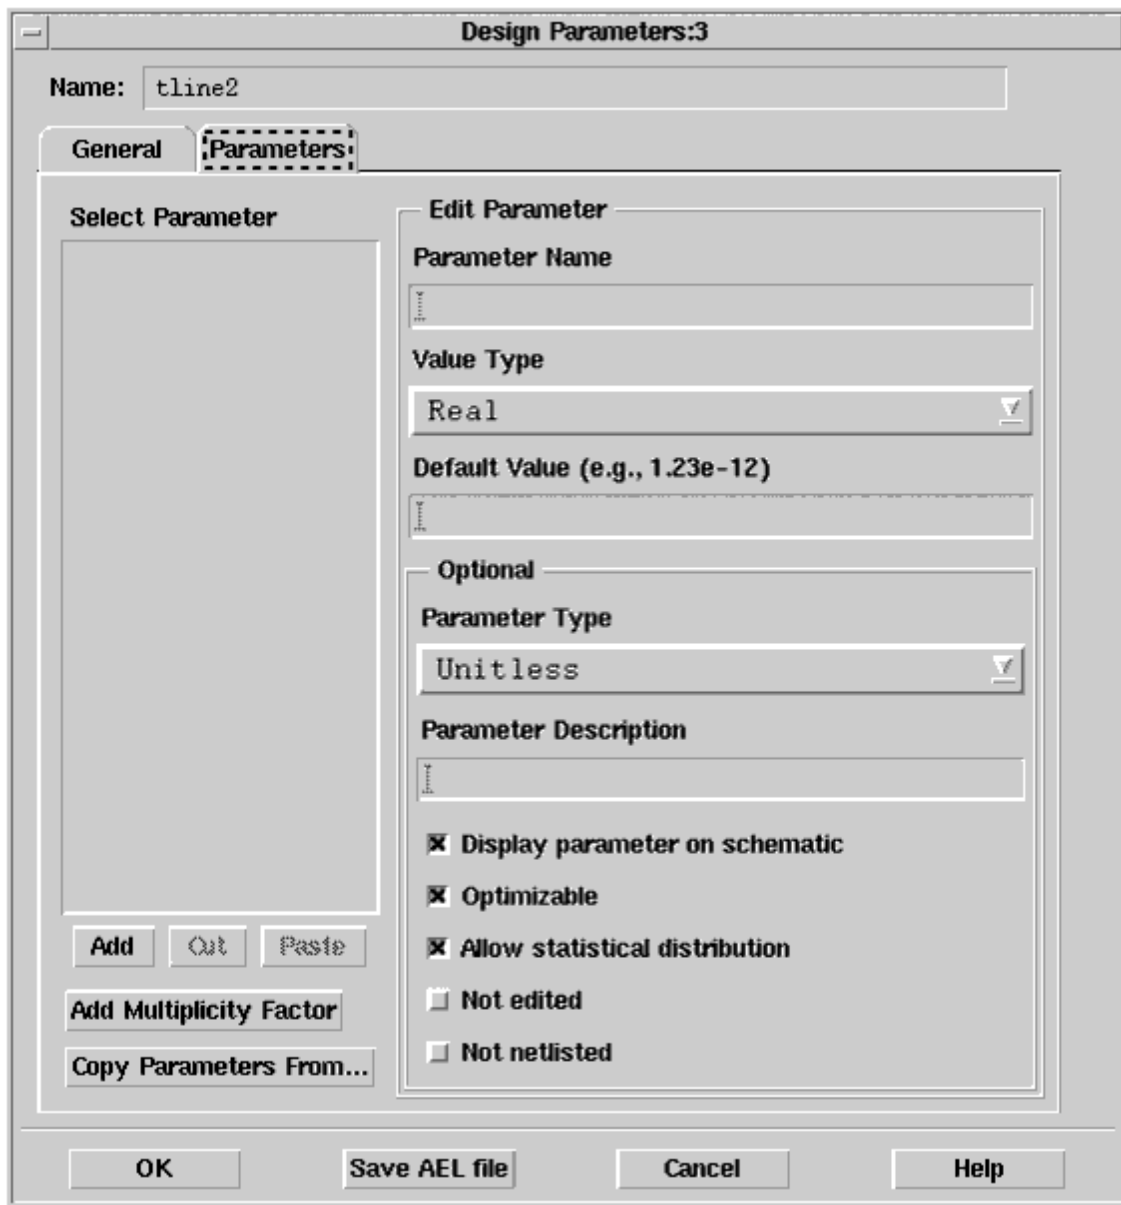 Design Parameters:3
Name: tline2
General Parameters
Select Parameter
Edit Parameter
Parameter Name
Value Type
Real
Default Value (e.g., 1.23e-12)
Optional
Parameter Type
Unitless
Parameter Description
Display parameter on schematic
Optimizable
Allow statistical distribution
Not edited
Not netlisted
Add Cut Paste
Add Multiplicity Factor
Copy Parameters From...
OK Save AEL file Cancel Help